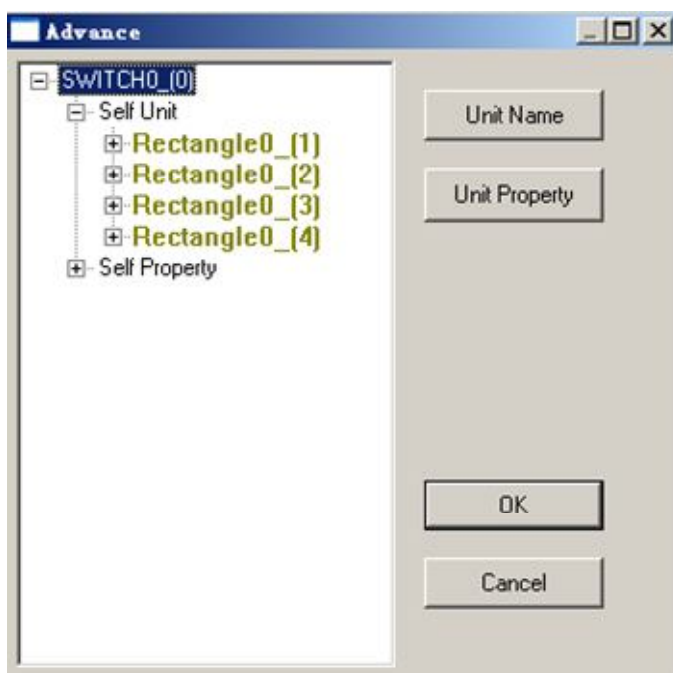 Advance
SWITCH0_(0)
Self Unit
Rectangle0_(1)
Rectangle0_(2)
Rectangle0_(3)
Rectangle0_(4)
Self Property
Unit Name
Unit Property
OK
Cancel